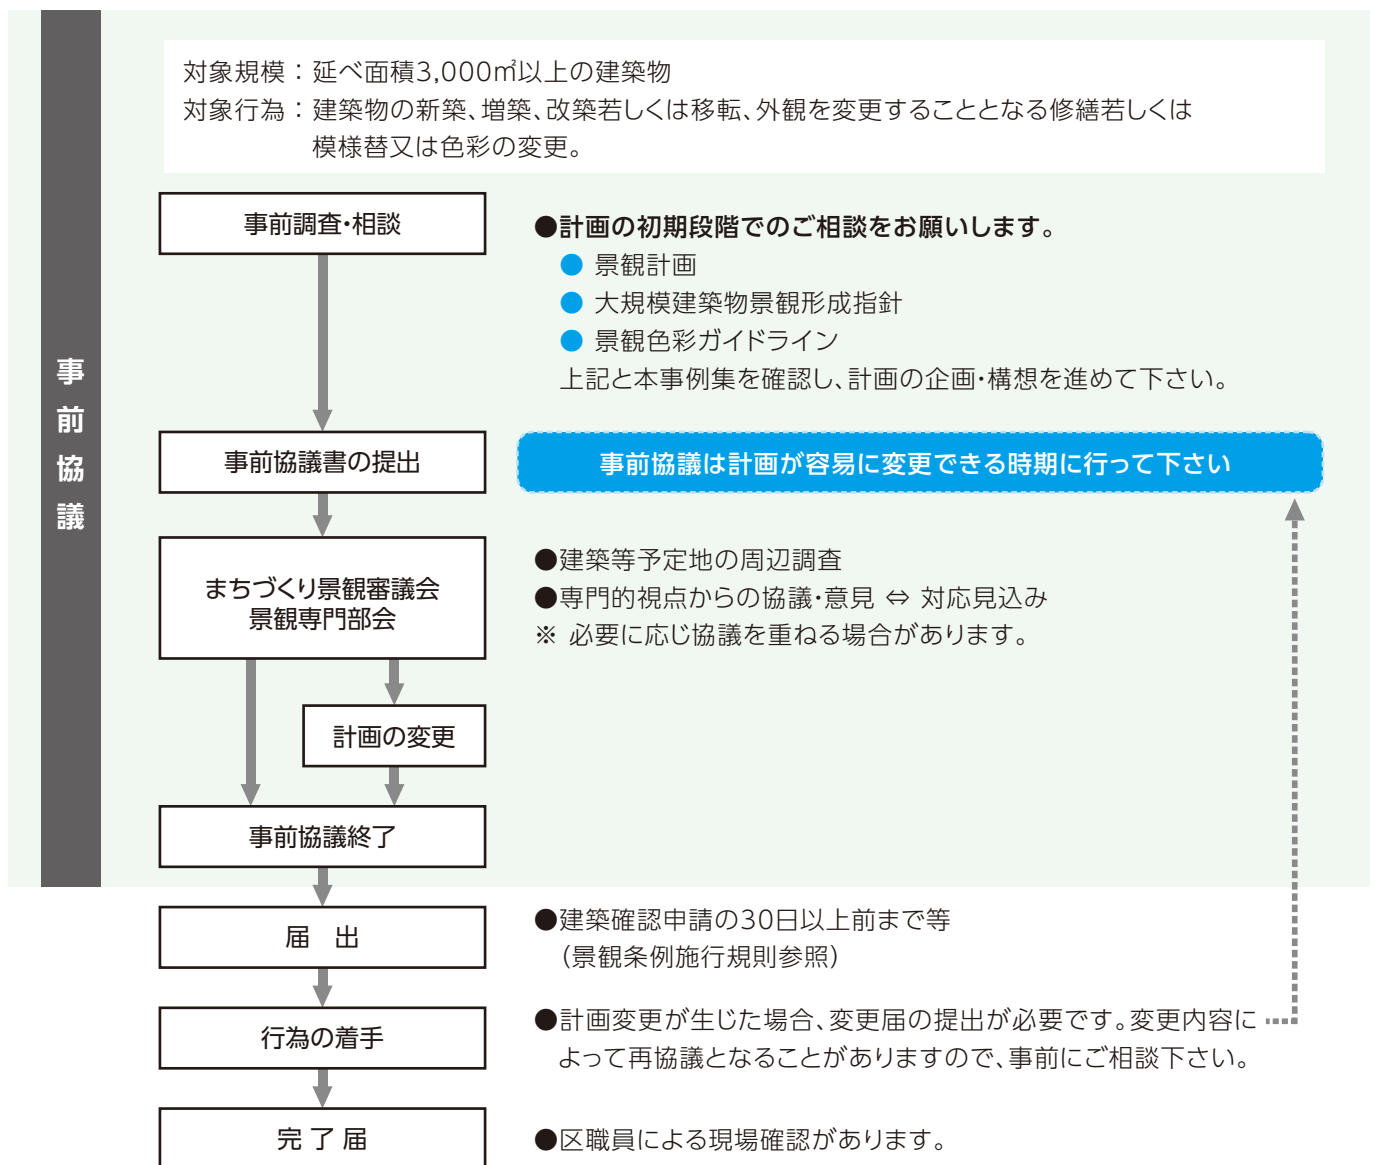 事前協議
対象規模：延べ面積3,000㎡以上の建築物
対象行為：建築物の新築、増築、改築若しくは移転、外観を変更することとなる修繕若しくは
模様替又は色彩の変更。
事前調査・相談
●計画の初期段階でのご相談をお願いします。
● 景観計画
● 大規模建築物景観形成指針
● 景観色彩ガイドライン
上記と本事例集を確認し、計画の企画・構想を進めて下さい。
事前協議書の提出
事前協議は計画が容易に変更できる時期に行って下さい
まちづくり景観審議会
景観専門部会
●建築等予定地の周辺調査
●専門的視点からの協議・意見 ⇔ 対応見込み
※ 必要に応じ協議を重ねる場合があります。
計画の変更
事前協議終了
届　出
●建築確認申請の30日以上前まで等
（景観条例施行規則参照）
行為の着手
●計画変更が生じた場合、変更届の提出が必要です。変更内容に
よって再協議となることがありますので、事前にご相談下さい。
完了届
●区職員による現場確認があります。